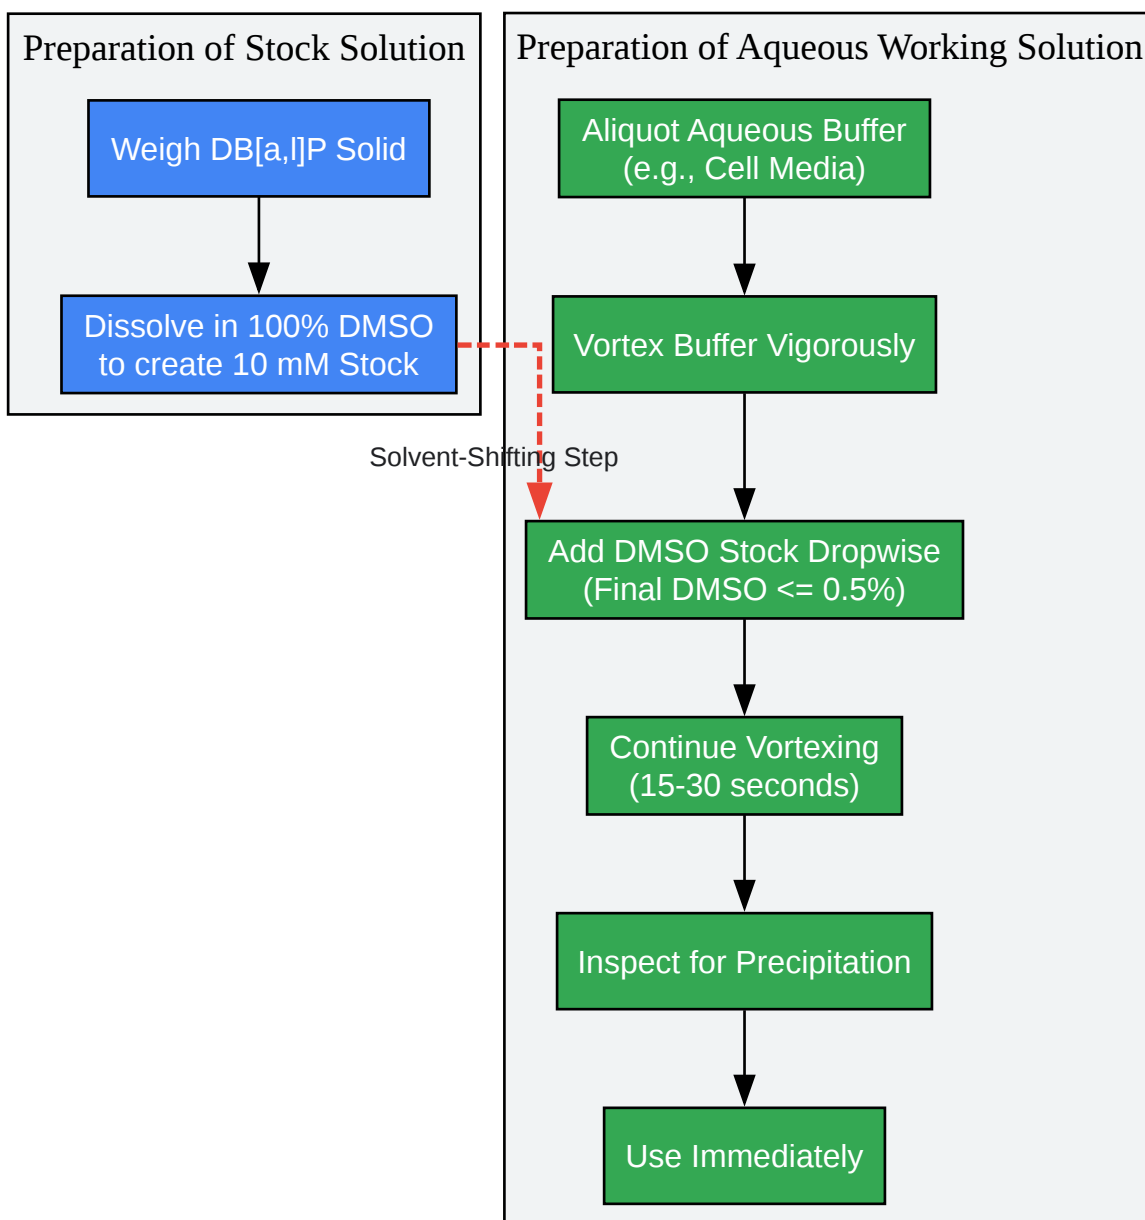 Preparation of Stock Solution
Weigh DB[a,l]P Solid
Dissolve in 100% DMSO
to create 10 mM Stock
Solvent-Shifting Step
Preparation of Aqueous Working Solution
Aliquot Aqueous Buffer
(e.g., Cell Media)
Vortex Buffer Vigorously
Add DMSO Stock Dropwise
(Final DMSO <= 0.5%)
Continue Vortexing
(15-30 seconds)
Inspect for Precipitation
Use Immediately